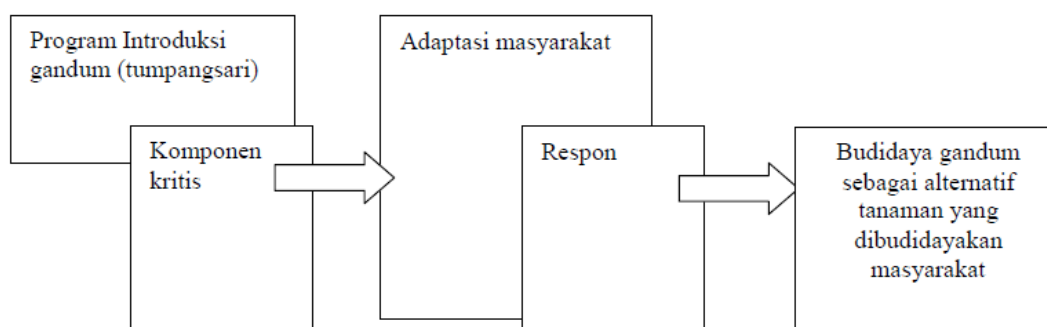 Program Introduksi
gandum (tumpangsari)
Komponen
kritis
Adaptasi masyarakat
Respon
Budidaya gandum
sebagai alternatif
tanaman yang
dibudidayakan
masyarakat